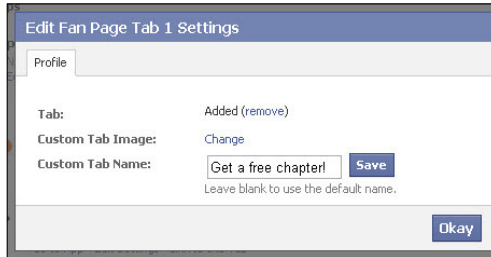 Edit Fan Page Tab 1 Settings
Profile
Tab: Added (remove)
Custom Tab Image: Change
Custom Tab Name: Get a free chapter! Save
Leave blank to use the default name.
Okay